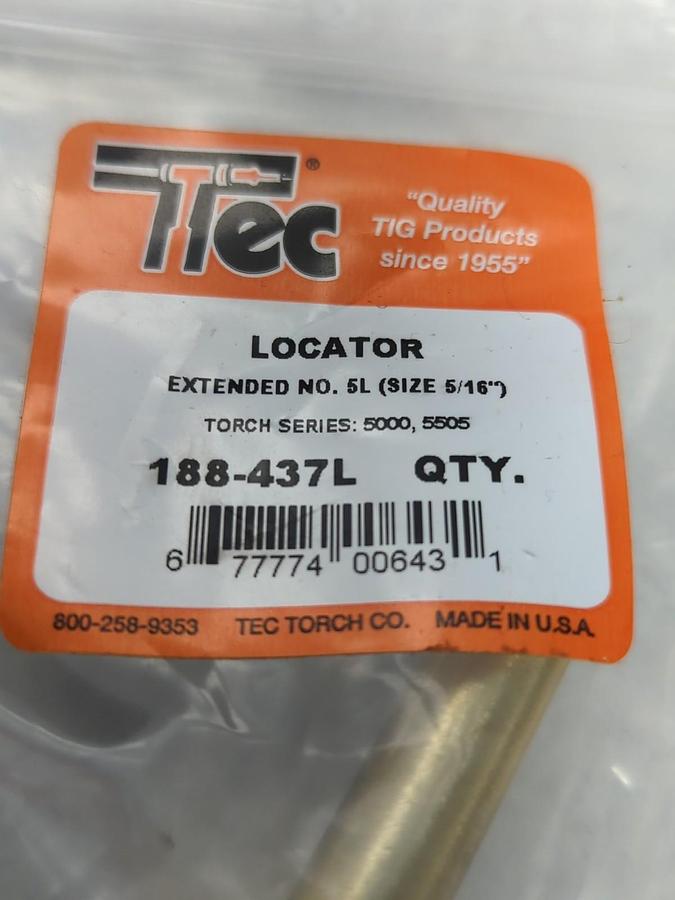 Tec®
"Quality
TIG Products
since 1955"
LOCATOR
EXTENDED NO. 5L (SIZE 5/16")
TORCH SERIES: 5000, 5505
188-437L QTY.
6 77774 00643 1
800-258-9353 TEC TORCH CO. MADE IN U.S.A.